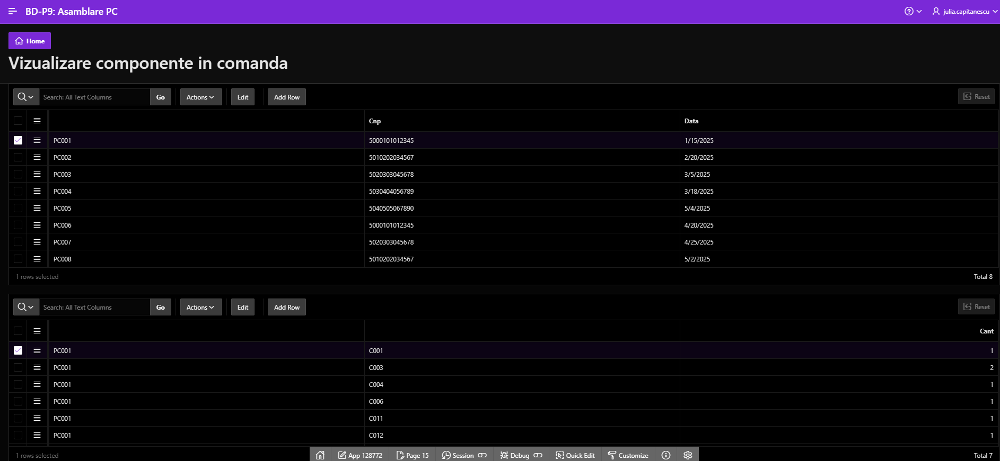 BD-P9: Asamblare PC
julia.capitanescu
Home
Vizualizare componente in comanda
Search: All Text Columns Go Actions Edit Add Row Reset
Cnp Data
PC001 5000101012345 1/15/2025
PC002 5010202034567 2/20/2025
PC003 5020303045678 3/5/2025
PC004 5030404056789 3/18/2025
PC005 5040505067890 5/4/2025
PC006 5000101012345 4/20/2025
PC007 5020303045678 4/25/2025
PC008 5010202034567 5/2/2025
1 rows selected Total 8
Search: All Text Columns Go Actions Edit Add Row Reset
Cant
PC001 C001 1
PC001 C003 2
PC001 C004 1
PC001 C006 1
PC001 C011 1
PC001 C012 1
1 rows selected Total 7
App 128772 Page 15 Session Debug Quick Edit Customize